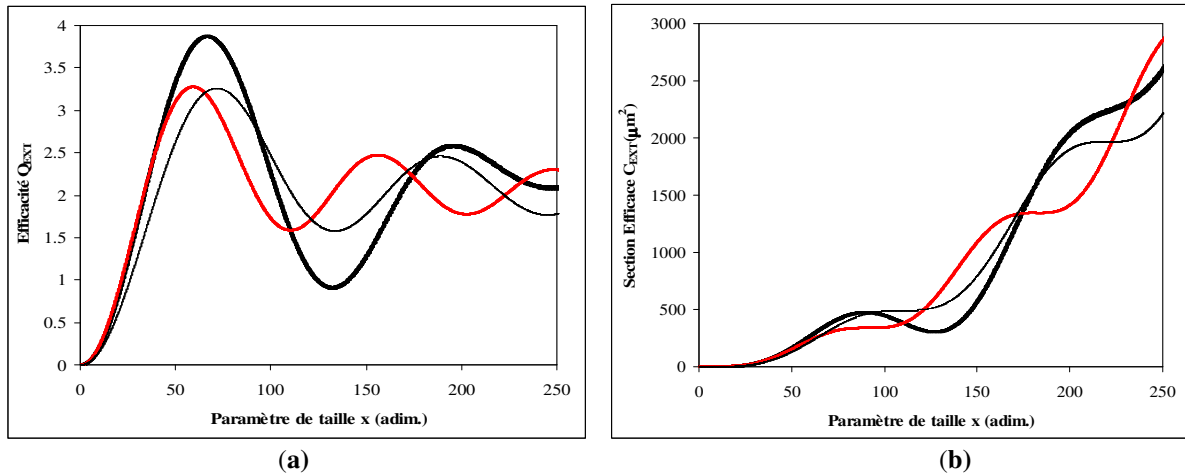 4
3.5
3
2.5
2
1.5
1
0.5
0
0 50 100 150 200 250
Efficacité QEXT
Paramètre de taille x (adim.)
(a)
3000
2500
2000
1500
1000
500
0
0 50 100 150 200 250
Section Efficace CEXT(μm²)
Paramètre de taille x (adim.)
(b)